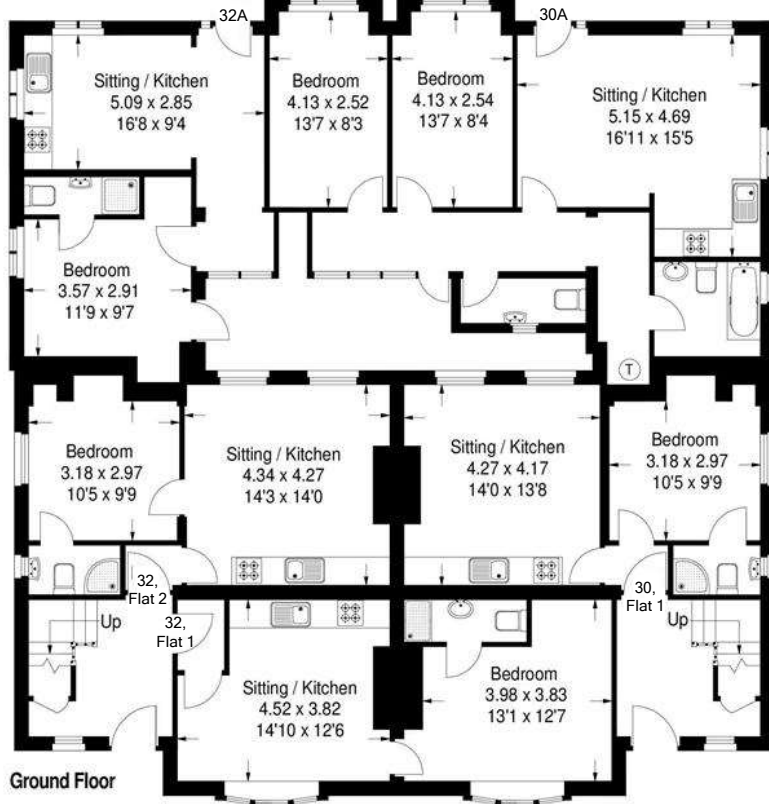 32A
30A
Sitting / Kitchen
5.09 x 2.85
16'8 x 9'4
Bedroom
4.13 x 2.52
13'7 x 8'3
Bedroom
4.13 x 2.54
13'7 x 8'4
Sitting / Kitchen
5.15 x 4.69
16'11 x 15'5
Bedroom
3.57 x 2.91
11'9 x 9'7
T
Bedroom
3.18 x 2.97
10'5 x 9'9
Sitting / Kitchen
4.34 x 4.27
14'3 x 14'0
Sitting / Kitchen
4.27 x 4.17
14'0 x 13'8
Bedroom
3.18 x 2.97
10'5 x 9'9
32,
Flat 2
30,
Flat 1
Up
32,
Flat 1
Up
Sitting / Kitchen
4.52 x 3.82
14'10 x 12'6
Bedroom
3.98 x 3.83
13'1 x 12'7
Ground Floor